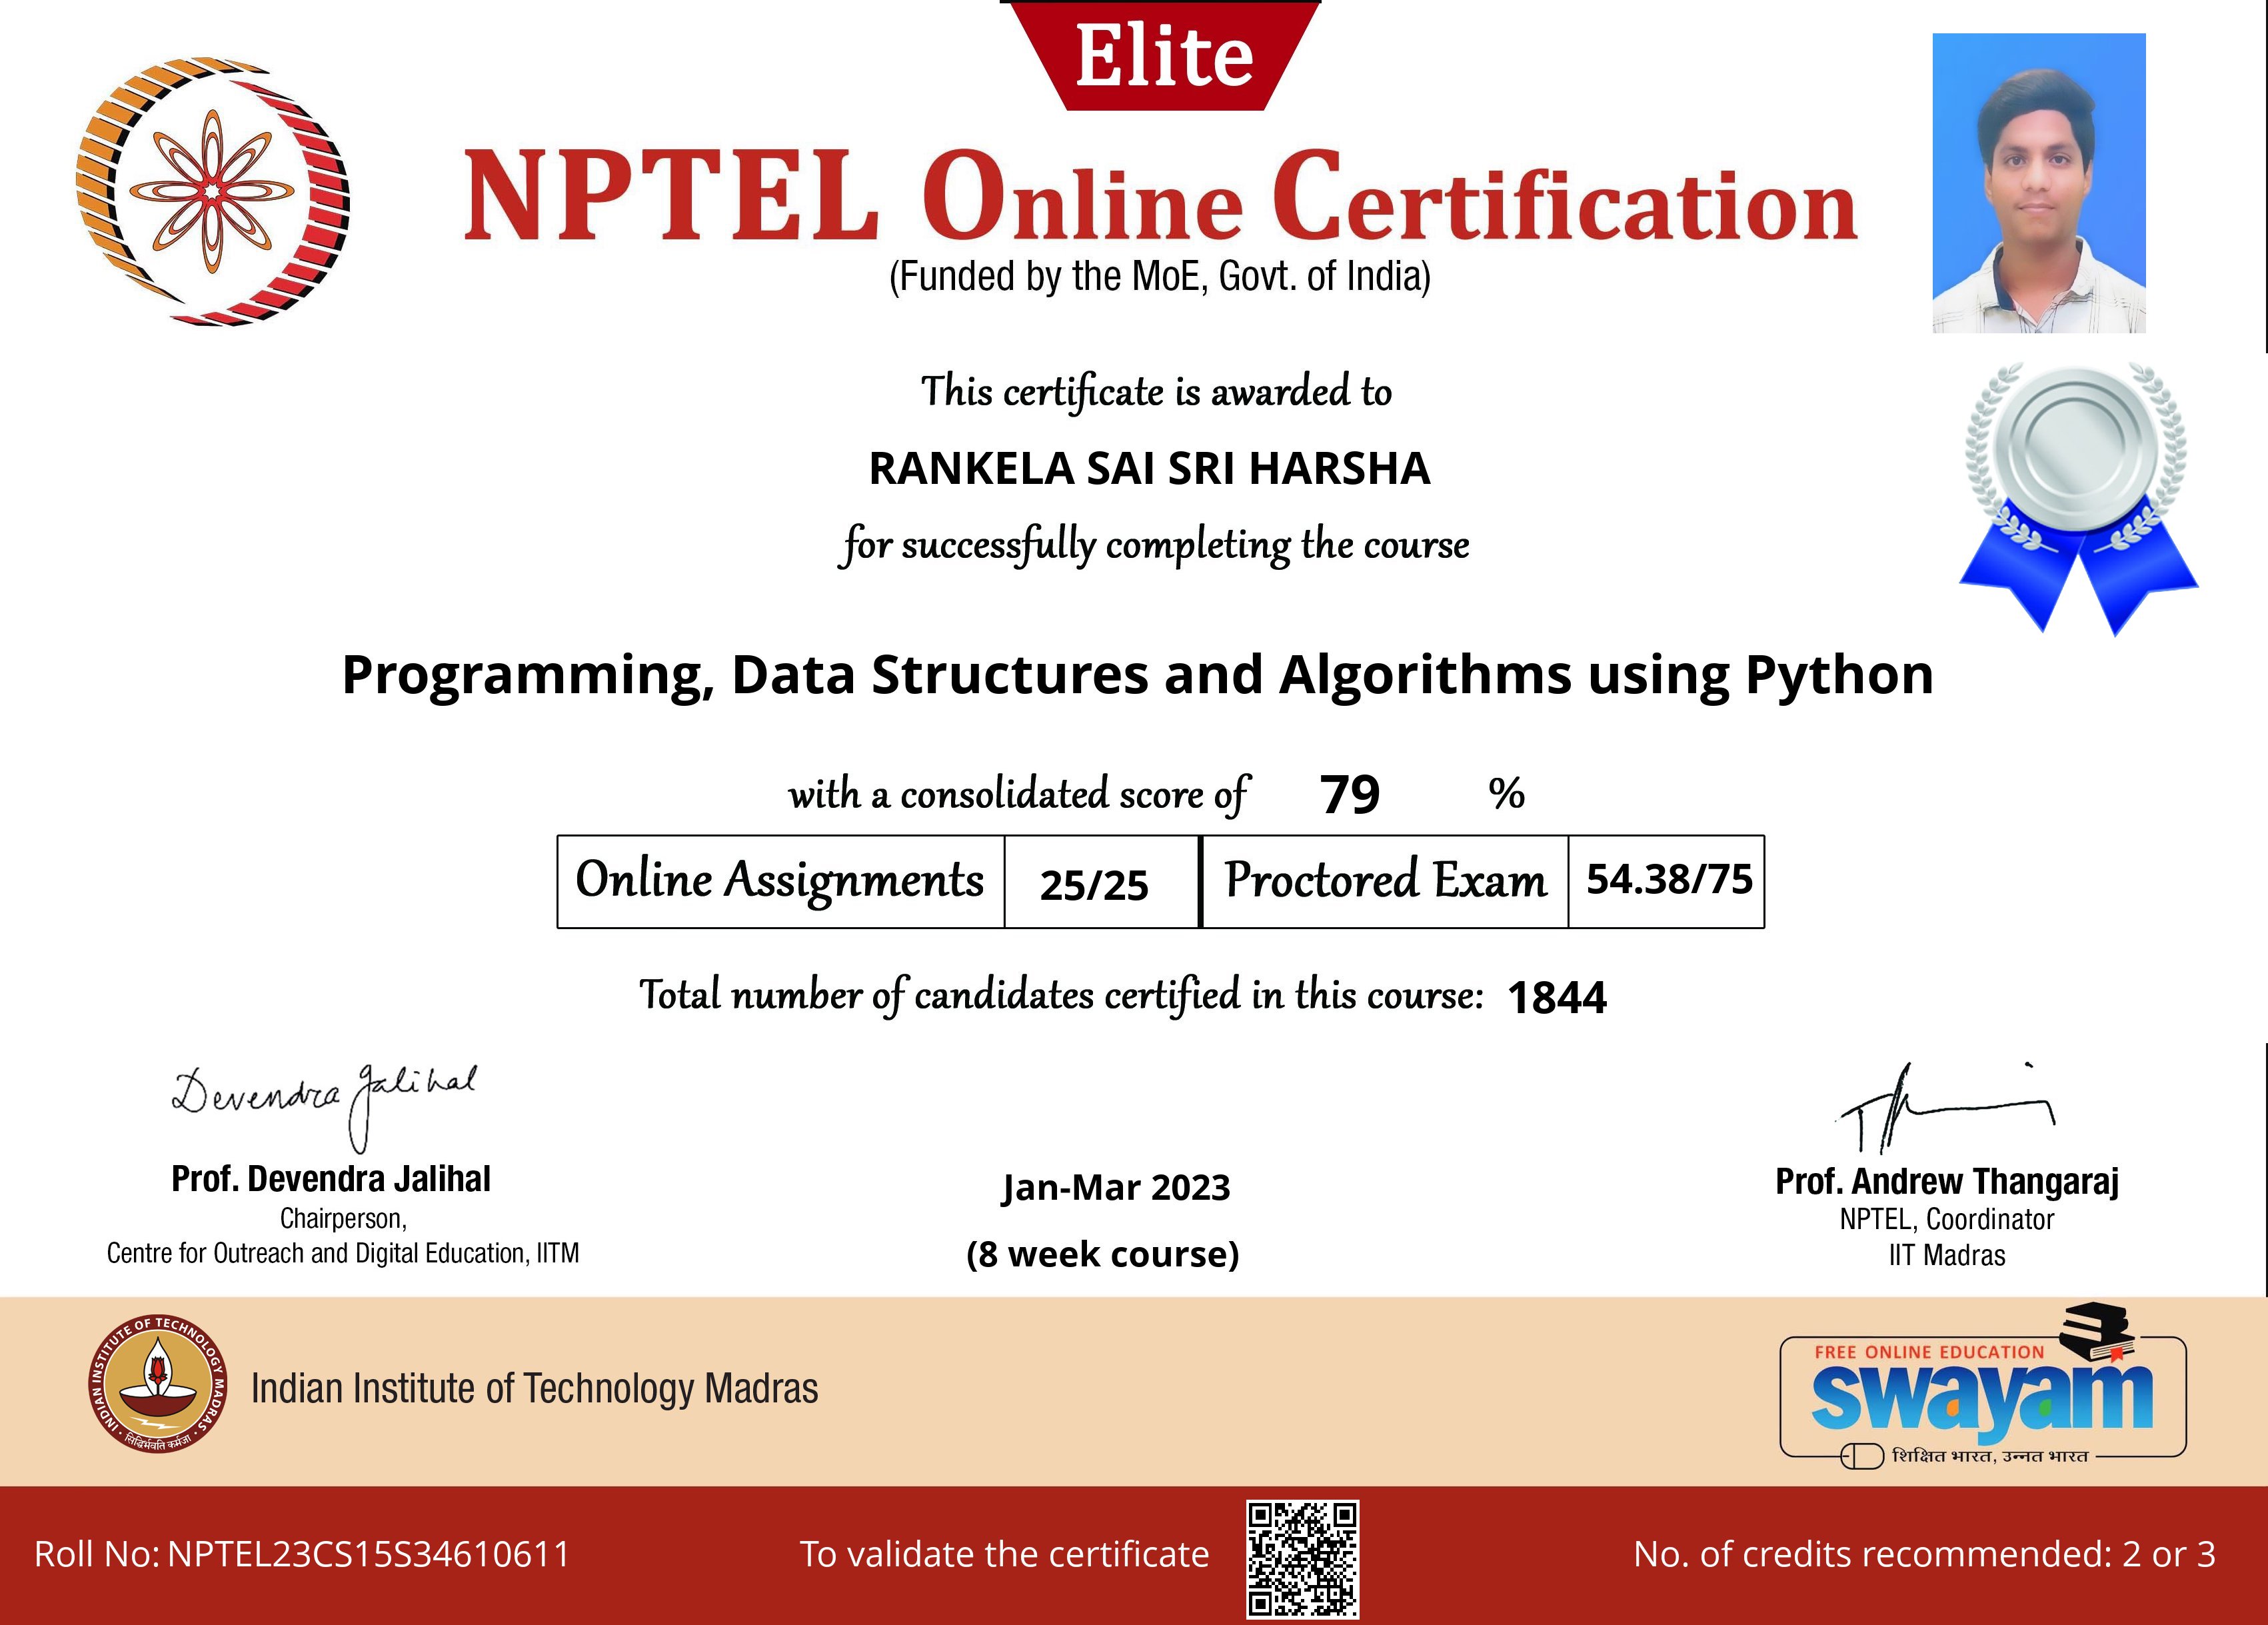 Elite
NPTEL Online Certification
(Funded by the MoE, Govt. of India)
This certificate is awarded to
RANKELA SAI SRI HARSHA
for successfully completing the course
Programming, Data Structures and Algorithms using Python
with a consolidated score of 79 %
Online Assignments 25/25 Proctored Exam 54.38/75
Total number of candidates certified in this course: 1844
Devendra Jalihal
Prof. Devendra Jalihal
Chairperson,
Centre for Outreach and Digital Education, IITM
Jan-Mar 2023
(8 week course)
Prof. Andrew Thangaraj
NPTEL, Coordinator
IIT Madras
INDIAN INSTITUTE OF TECHNOLOGY MADRAS
सिद्धिर्भवति कर्मजा
Indian Institute of Technology Madras
FREE ONLINE EDUCATION
swayam
शिक्षित भारत, उन्नत भारत
Roll No: NPTEL23CS15S34610611
To validate the certificate
No. of credits recommended: 2 or 3